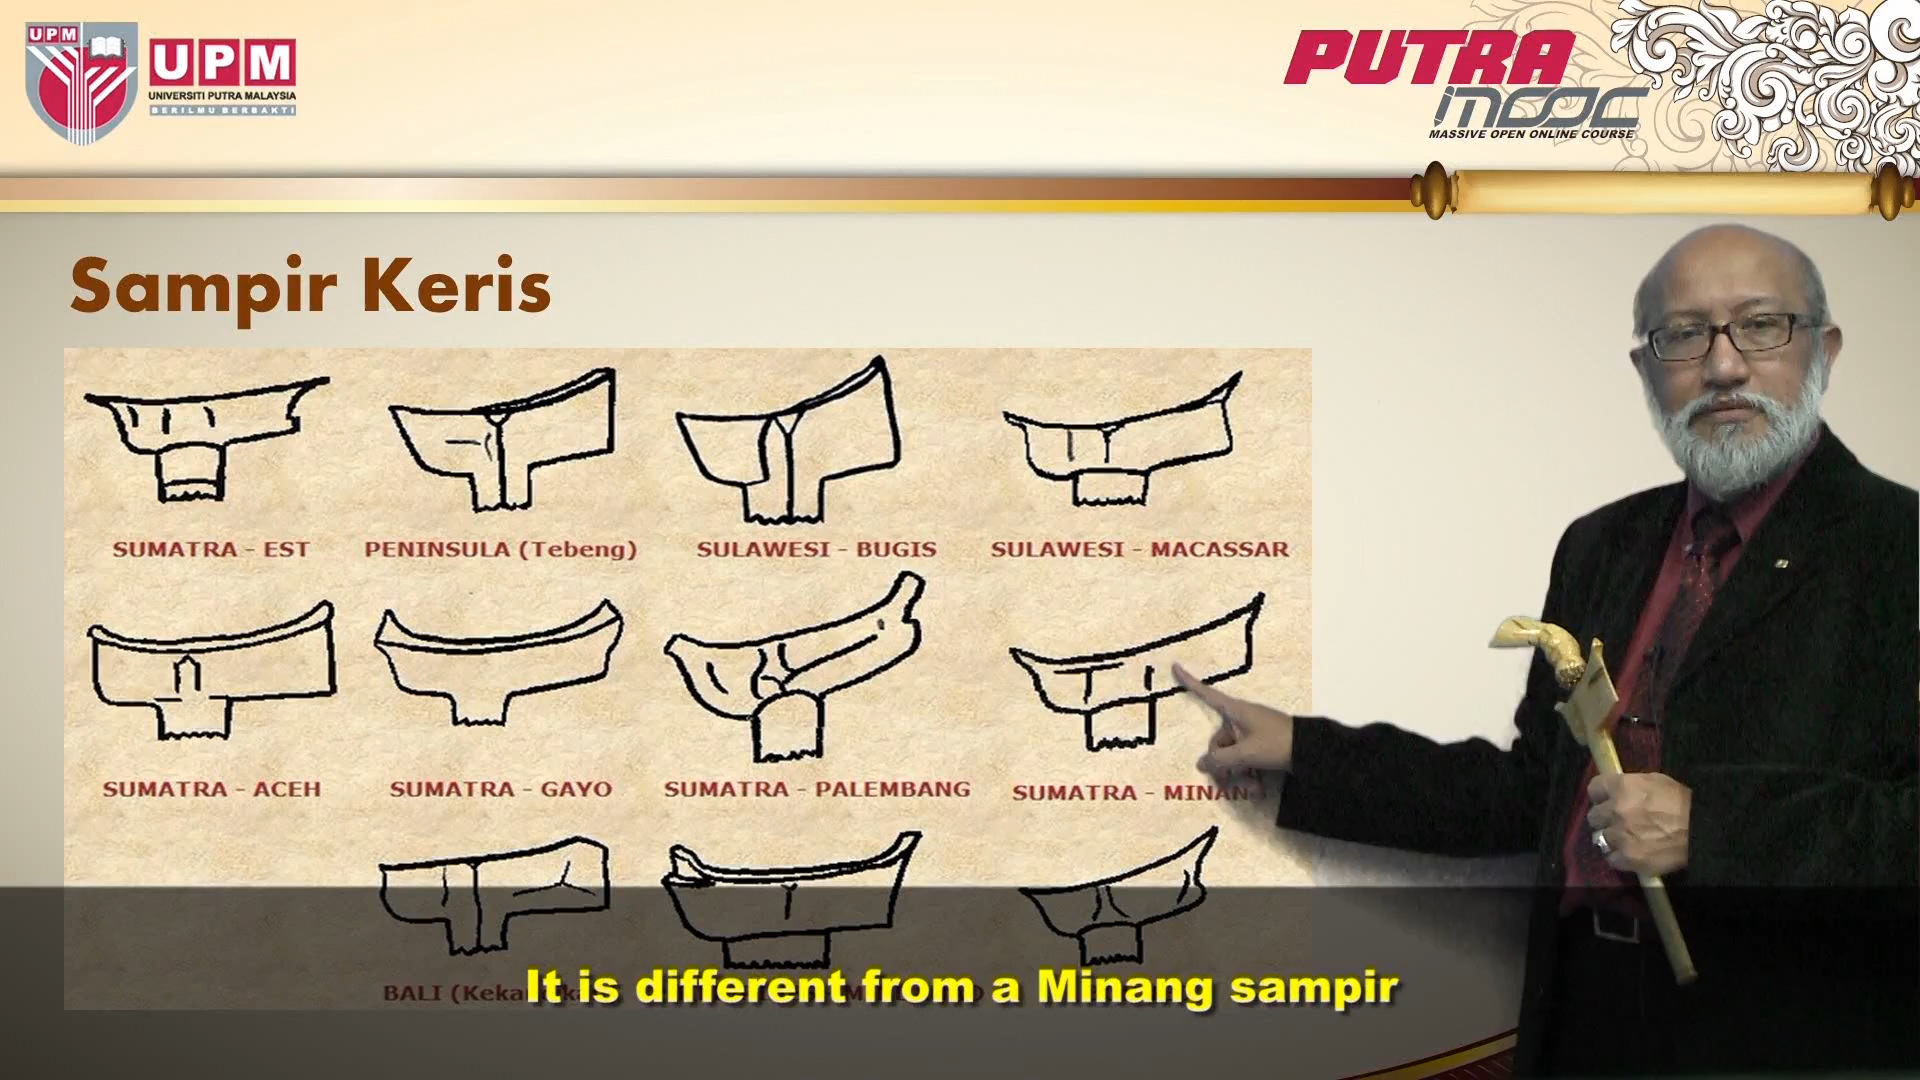 UPM
UPM
UNIVERSITI PUTRA MALAYSIA
BERILMU BERBAKTI
PUTRA
mooc
MASSIVE OPEN ONLINE COURSE
Sampir Keris
SUMATRA - EST
PENINSULA (Tebeng)
SULAWESI - BUGIS
SULAWESI - MACASSAR
SUMATRA - ACEH
SUMATRA - GAYO
SUMATRA - PALEMBANG
SUMATRA - MINAN
BALI
It is different from a Minang sampir